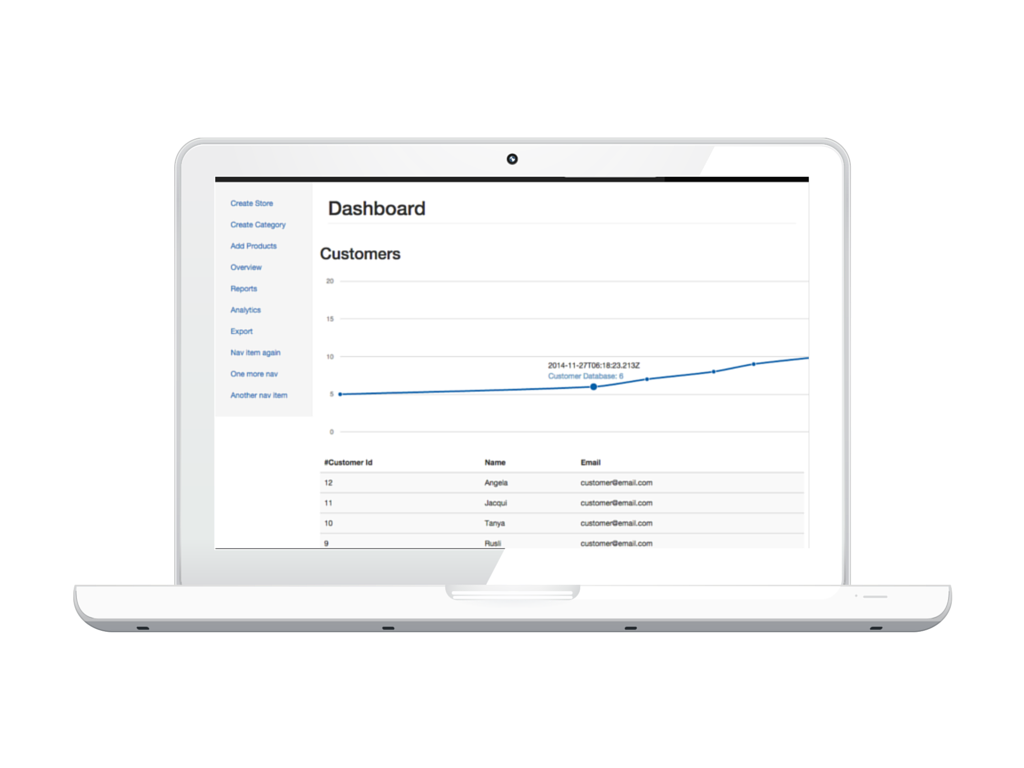 Create Store
Create Category
Add Products
Overview
Reports
Analytics
Export
Nav item again
One more nav
Another nav item
Dashboard
Customers
20
15
10
5
0
2014-11-27T06:18:23.213Z
Customer Database: 6
#Customer Id Name Email
12 Angela customer@email.com
11 Jacqui customer@email.com
10 Tanya customer@email.com
9 Rusli customer@email.com